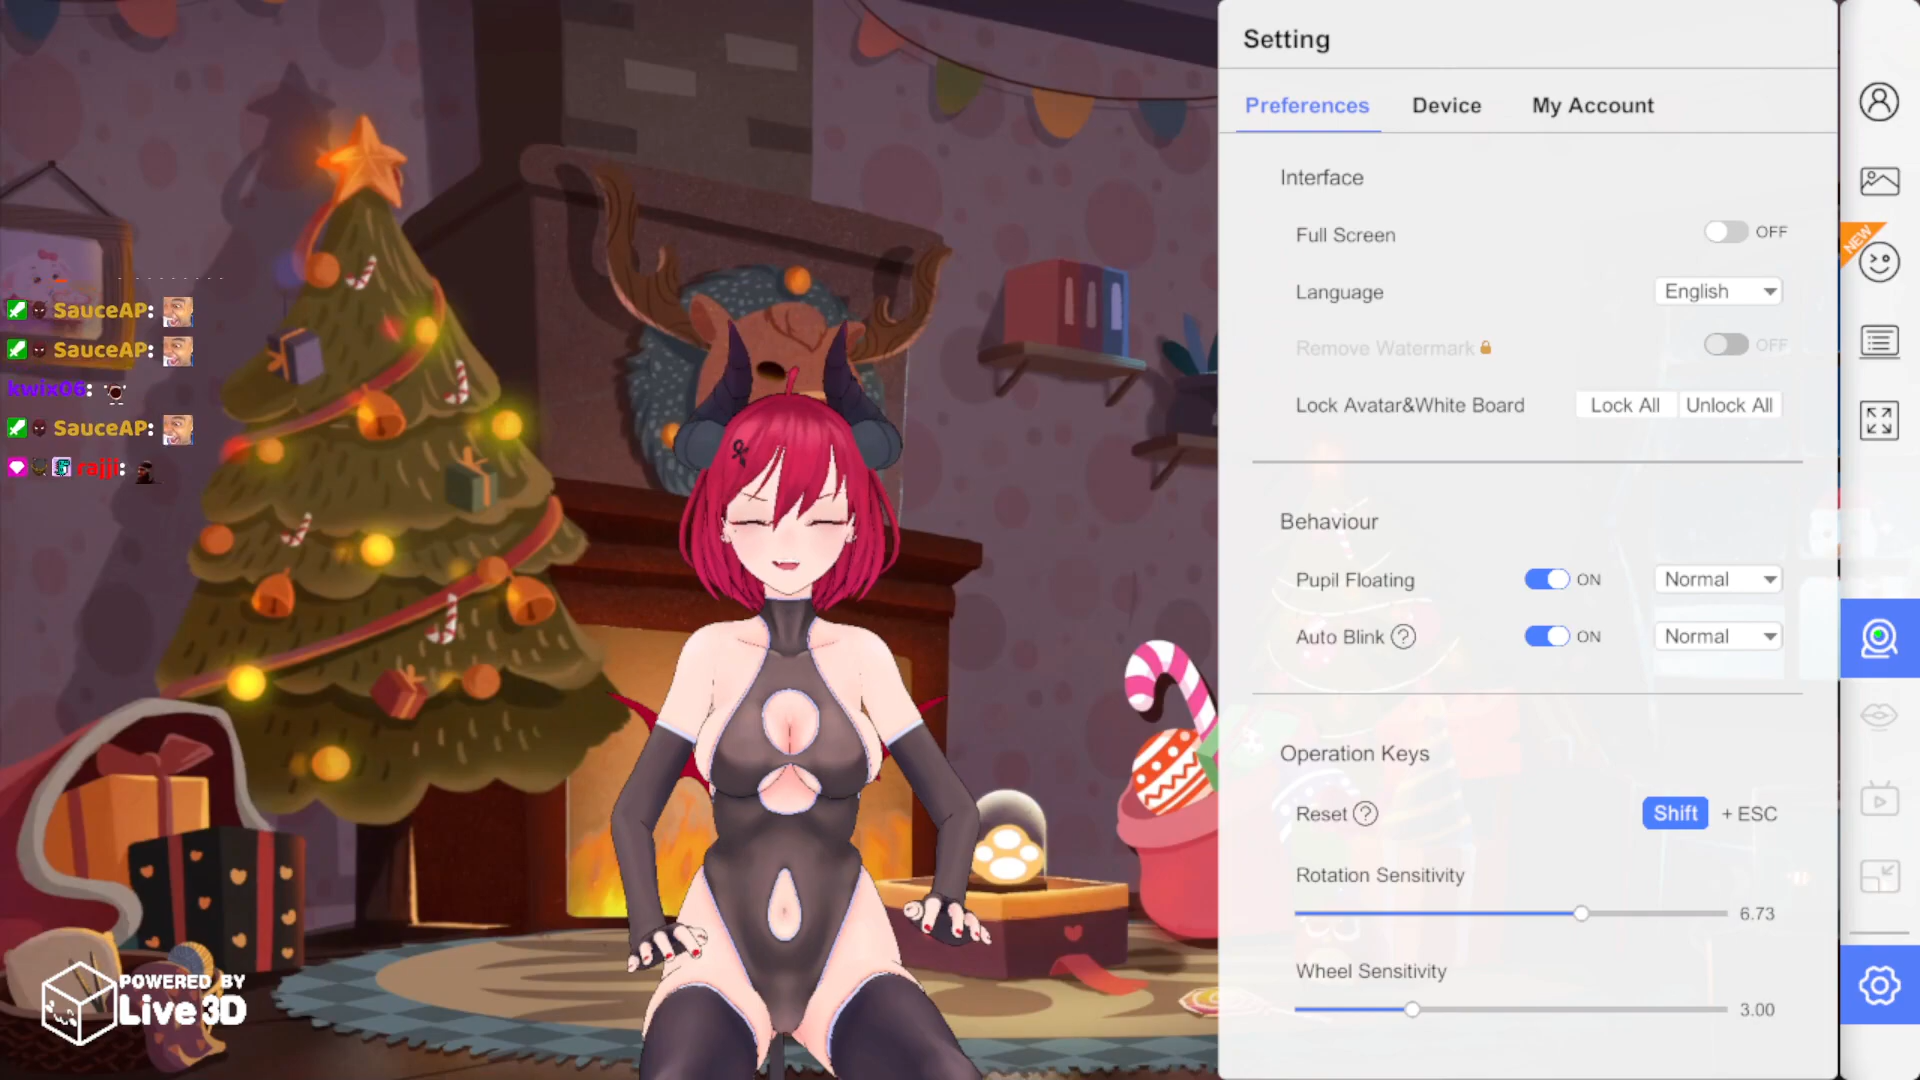 Setting
Preferences Device My Account
Interface
Full Screen OFF
Language English
Remove Watermark OFF
Lock Avatar&White Board Lock All Unlock All
Behaviour
Pupil Floating ON Normal
Auto Blink ? ON Normal
Operation Keys
Reset ? Shift + ESC
Rotation Sensitivity
6.73
Wheel Sensitivity
3.00
NEW
SauceAP:
SauceAP:
kwix06:
SauceAP:
rajji:
POWERED BY
Live3D